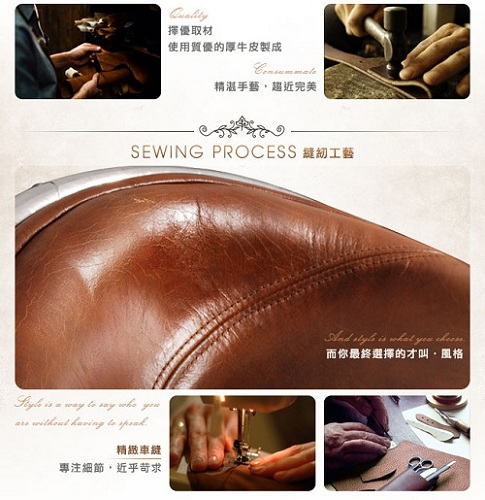 Quality
擇優取材
使用質優的厚牛皮製成
Consummate
精湛手藝，趨近完美
SEWING PROCESS 縫紉工藝
And style is what you choose.
而你最終選擇的才叫，風格
Style is a way to say who you
are without having to speak.
精緻車縫
專注細節，近乎苛求